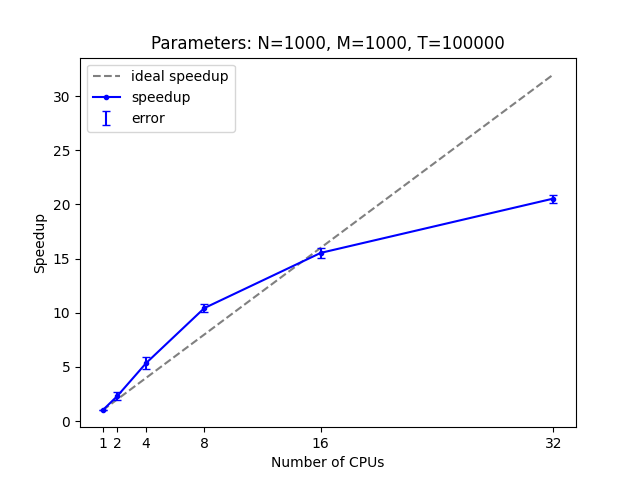 Parameters: N=1000, M=1000, T=100000
ideal speedup
speedup
error
30
25
20
15
10
5
0
Speedup
1 2 4 8 16 32
Number of CPUs